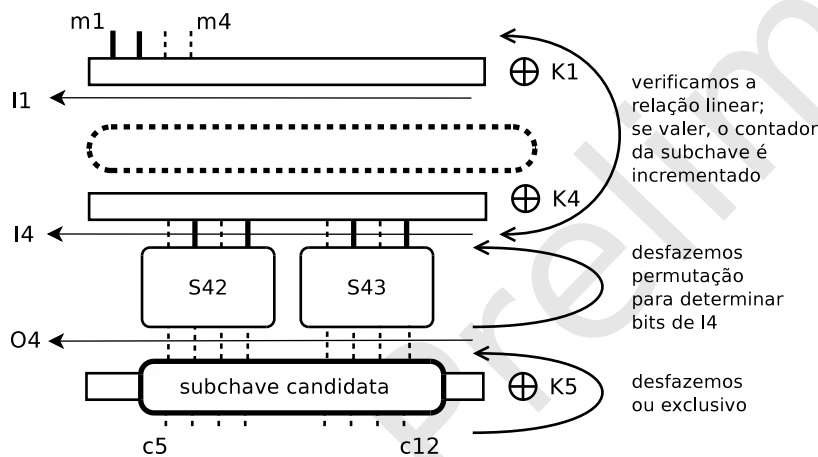 m1 m4
⊕ K1
I1
verificamos a
relação linear;
se valer, o contador
da subchave é
incrementado
⊕ K4
I4
S42 S43
desfazemos
permutação
para determinar
bits de I4
O4
subchave candidata
⊕ K5
desfazemos
ou exclusivo
c5 c12
Prelim